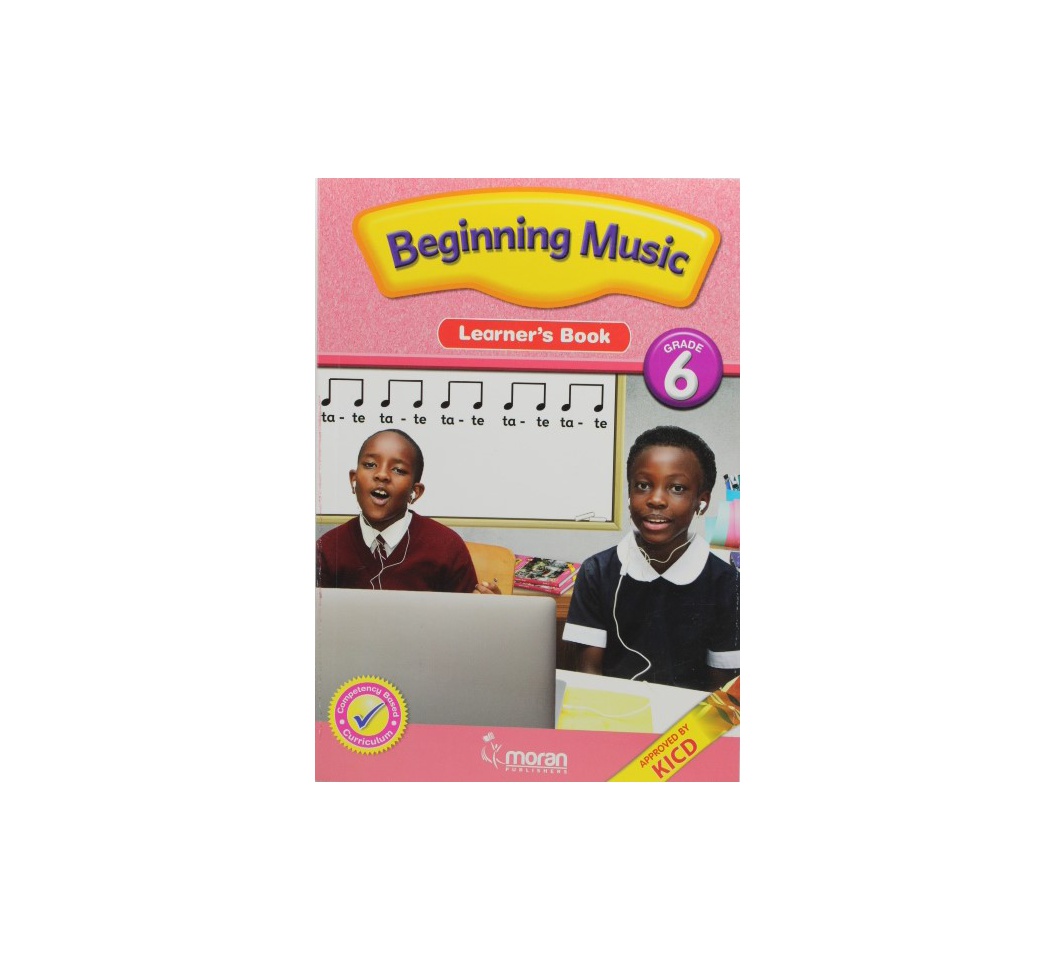 Beginning Music
Learner's Book
GRADE
6
ta - te ta - te ta - te ta - te ta - te
Competency Based
Curriculum
moran
PUBLISHERS
APPROVED BY
KICD